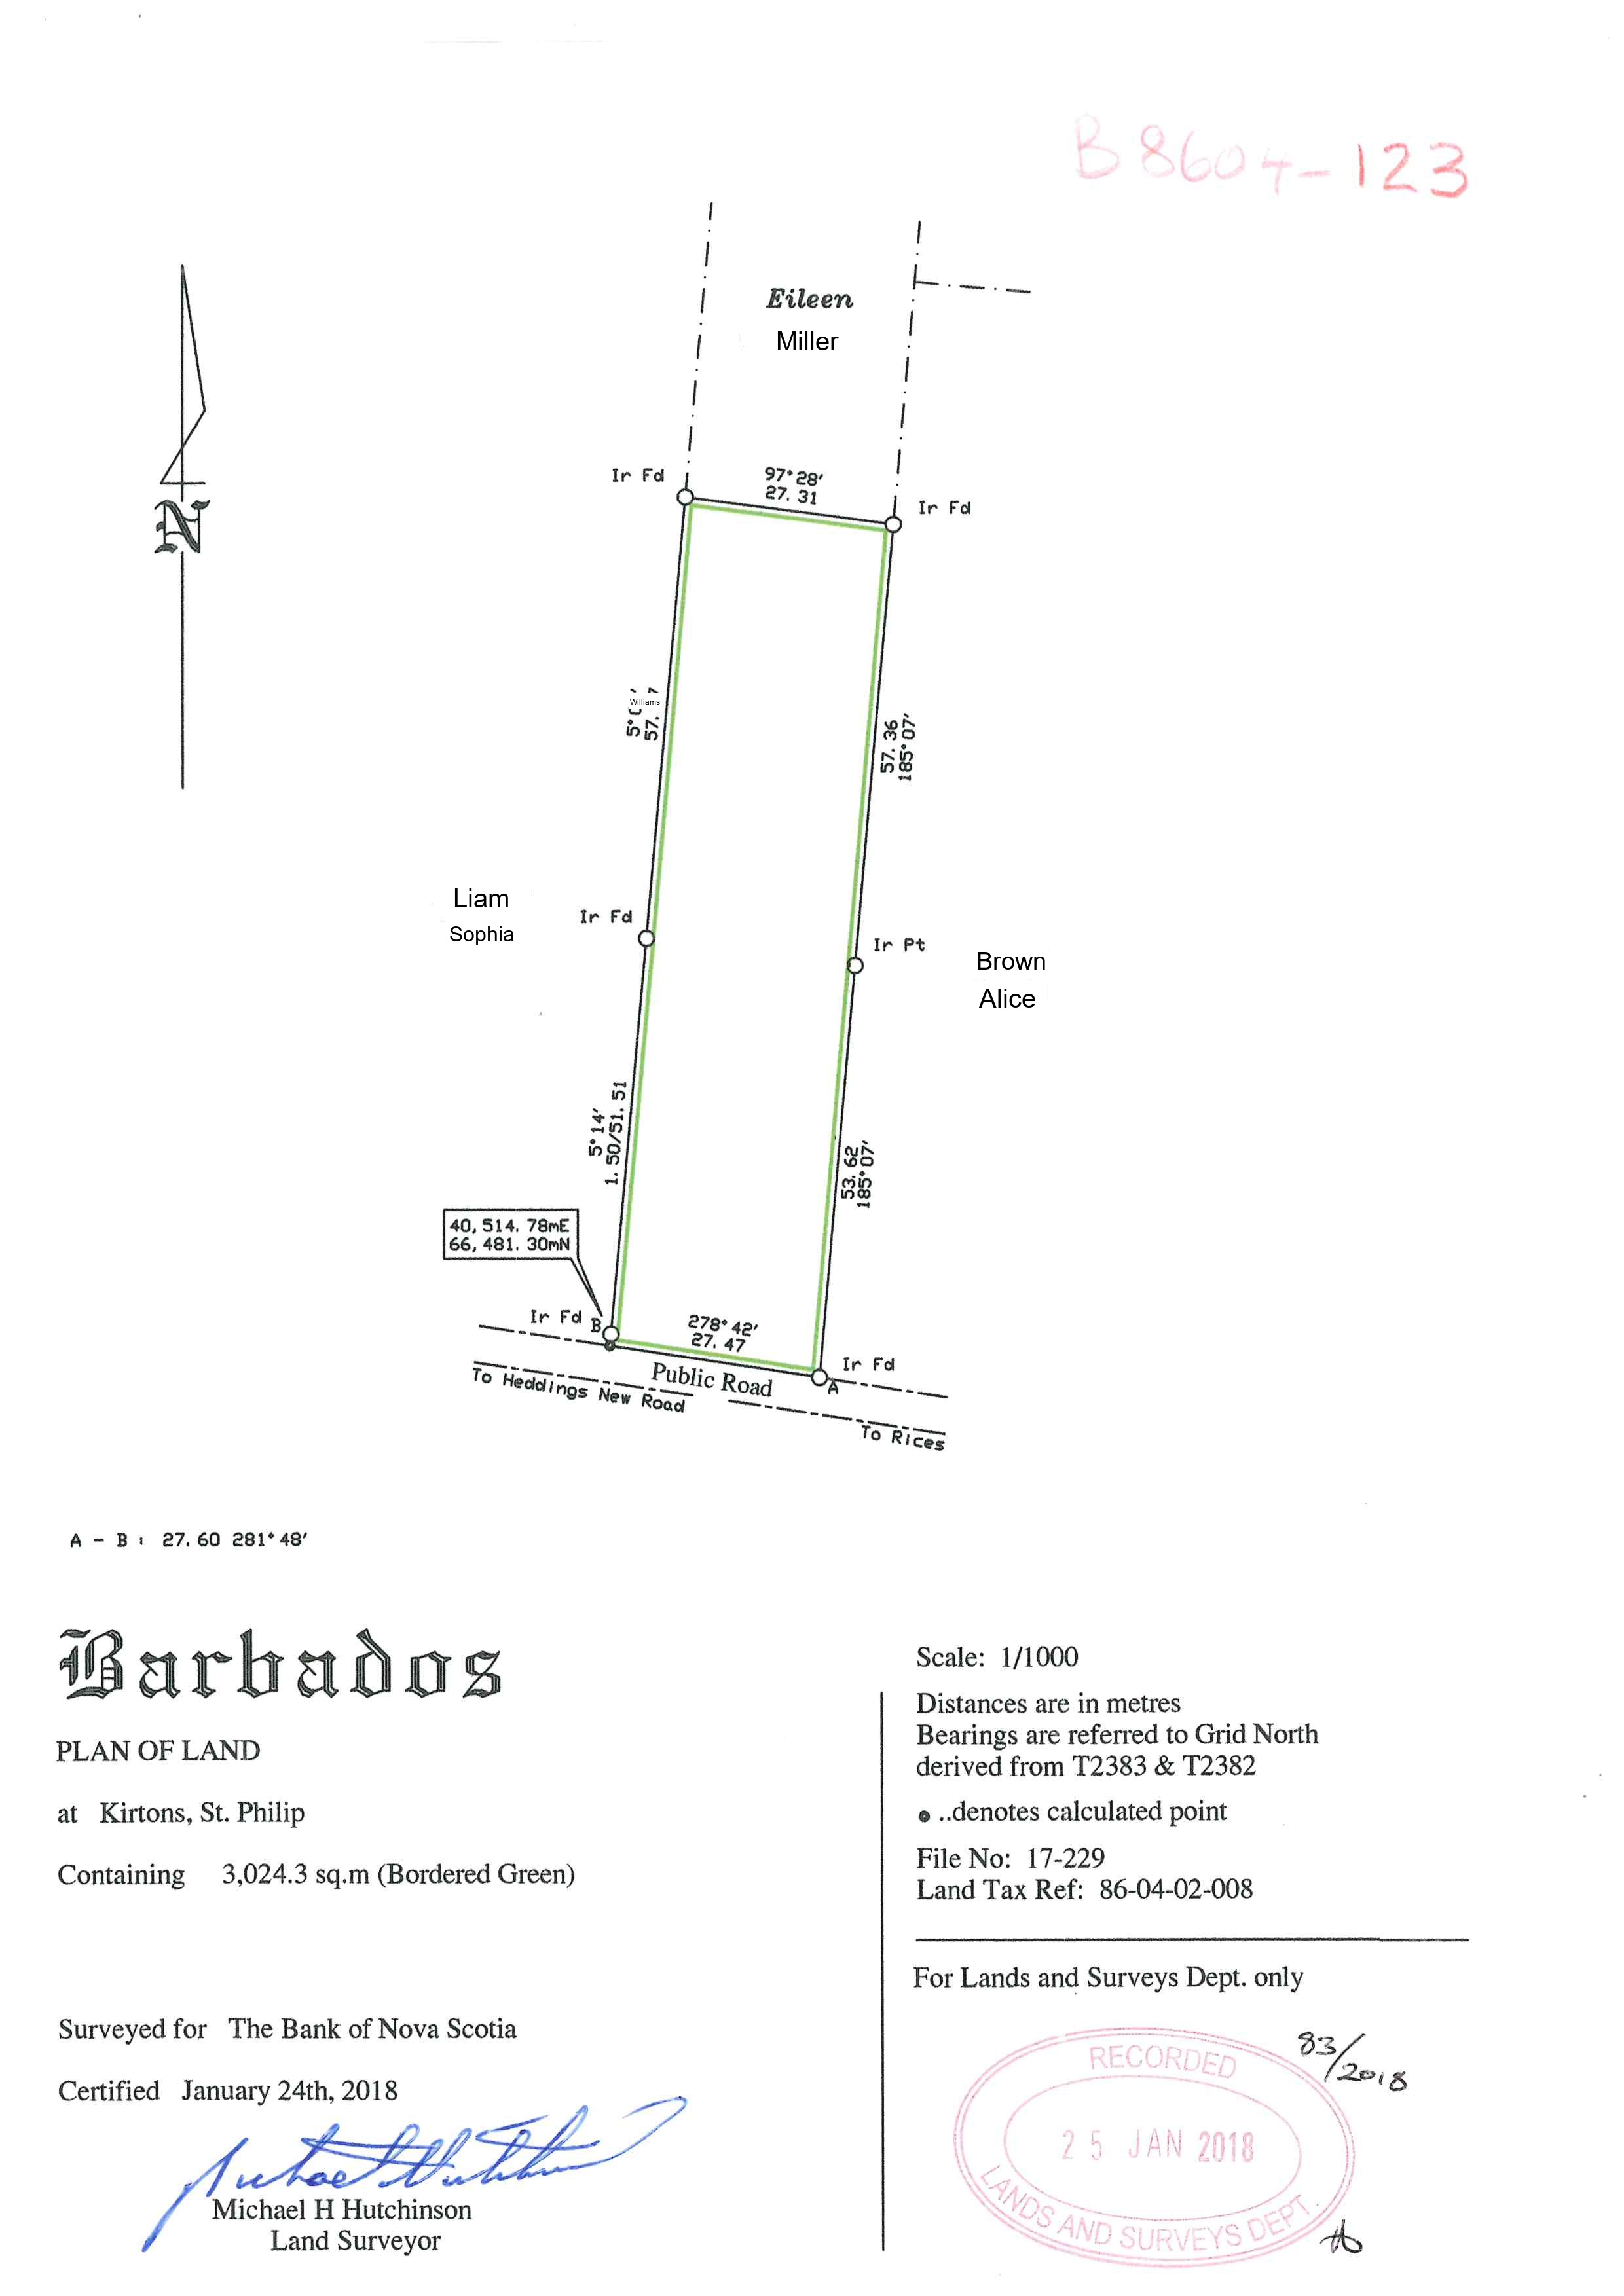 B 8604-123
Eileen
Miller
Ir Fd
97°28′
27.31
Ir Fd
N
Williams
57.36
185°07′
Liam
Sophia
Ir Fd
Ir Pt
Brown
Alice
5°14′
1.50/51.51
53.62
185°07′
40,514.78mE
66,481.30mN
Ir Fd
B
278°42′
27.47
Ir Fd
A
Public Road
To Heddings New Road
To Rices
A - B : 27.60 281°48′
Barbados
PLAN OF LAND
at Kirtons, St. Philip
Containing 3,024.3 sq.m (Bordered Green)
Surveyed for The Bank of Nova Scotia
Certified January 24th, 2018
Michael H Hutchinson
Land Surveyor
Scale: 1/1000
Distances are in metres
Bearings are referred to Grid North
derived from T2383 & T2382
..denotes calculated point
File No: 17-229
Land Tax Ref: 86-04-02-008
For Lands and Surveys Dept. only
83/2018
RECORDED
25 JAN 2018
LANDS AND SURVEYS DEPT.